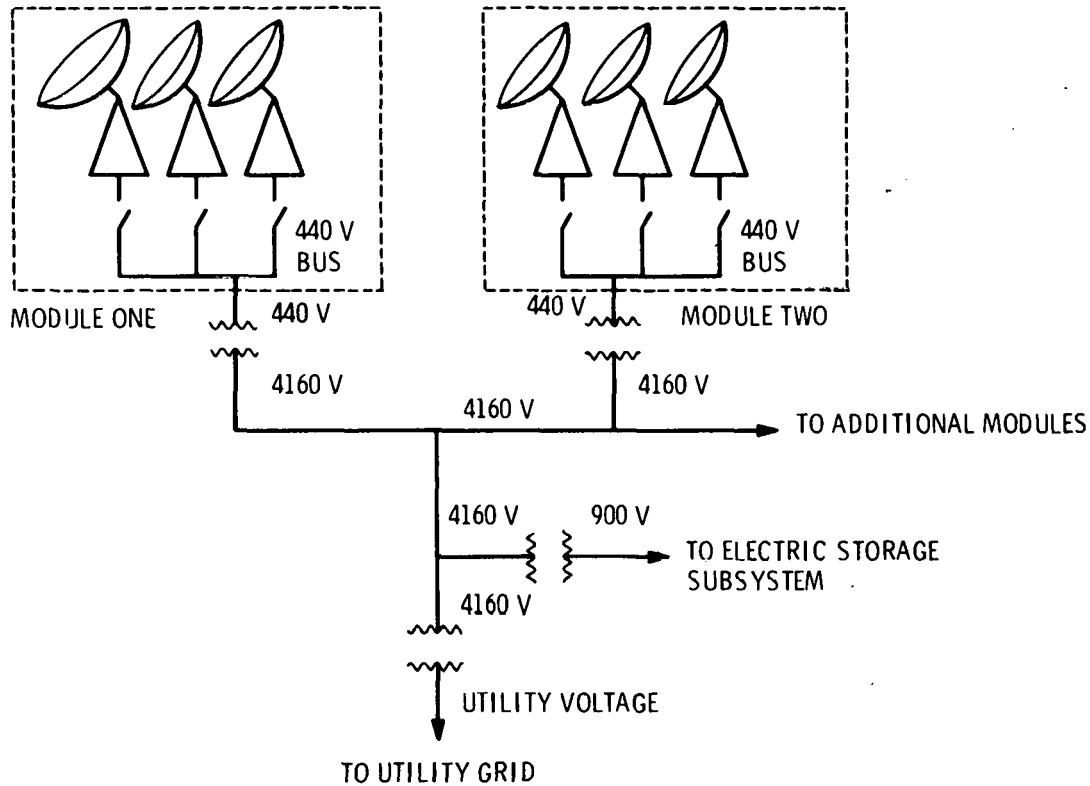 440 V
BUS
440 V
BUS
MODULE ONE
440 V
440 V
MODULE TWO
4160 V
4160 V
4160 V
TO ADDITIONAL MODULES
4160 V
900 V
TO ELECTRIC STORAGE
SUBSYSTEM
4160 V
UTILITY VOLTAGE
TO UTILITY GRID